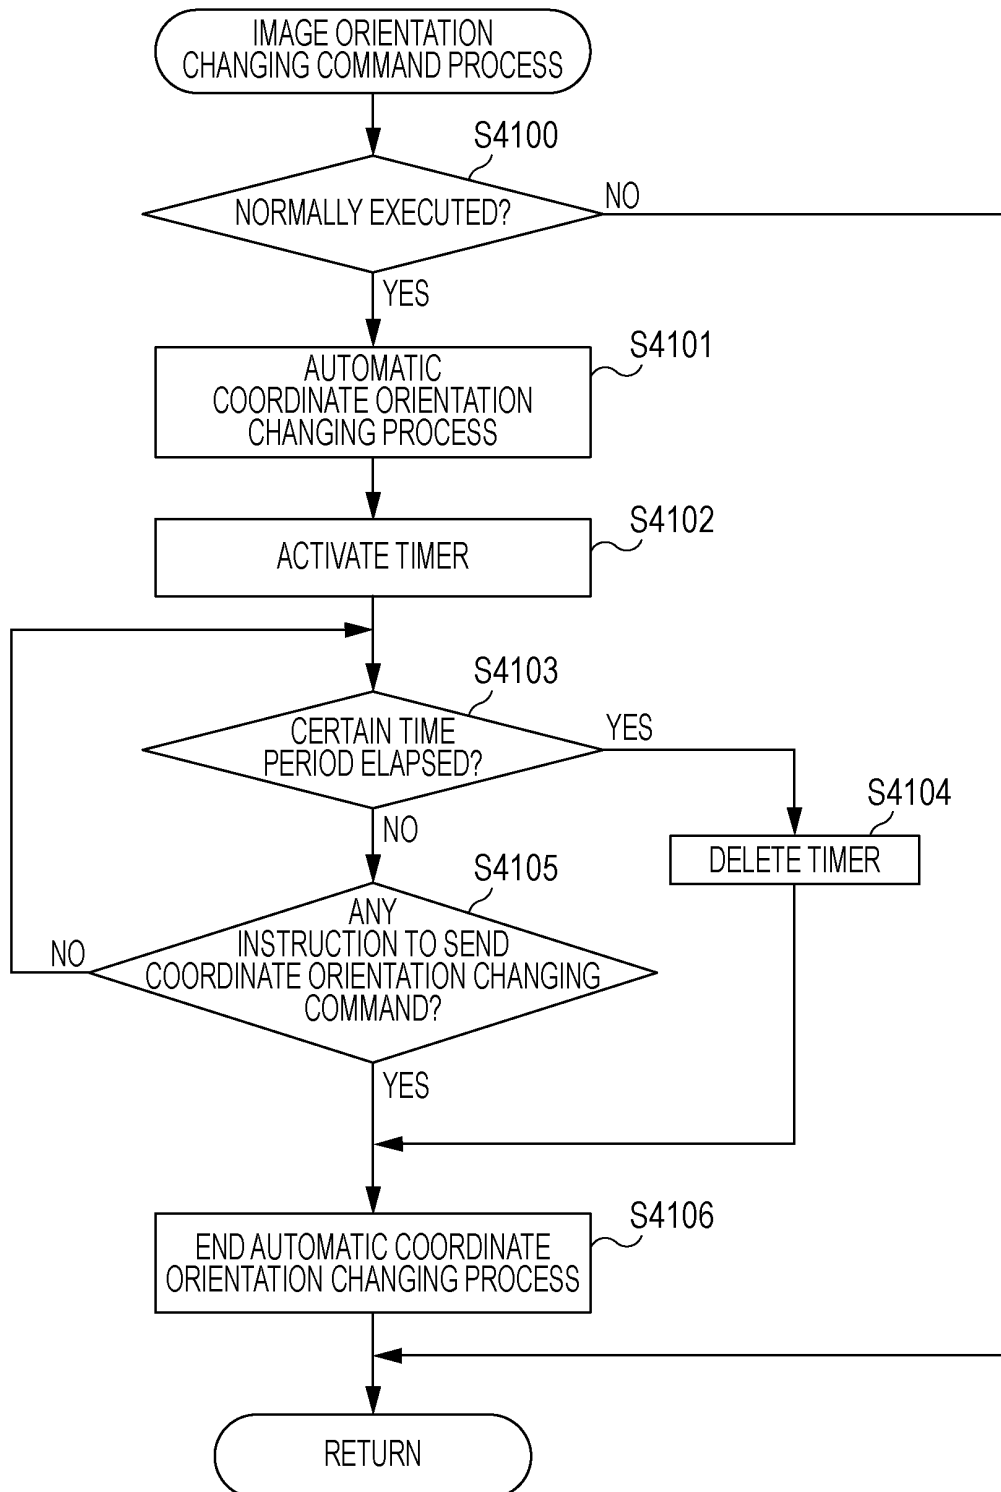 IMAGE ORIENTATION
CHANGING COMMAND PROCESS
S4100
NORMALLY EXECUTED?
NO
YES
S4101
AUTOMATIC
COORDINATE ORIENTATION
CHANGING PROCESS
S4102
ACTIVATE TIMER
S4103
CERTAIN TIME
PERIOD ELAPSED?
YES
NO
S4104
DELETE TIMER
S4105
ANY
INSTRUCTION TO SEND
COORDINATE ORIENTATION CHANGING
COMMAND?
NO
YES
S4106
END AUTOMATIC COORDINATE
ORIENTATION CHANGING PROCESS
RETURN